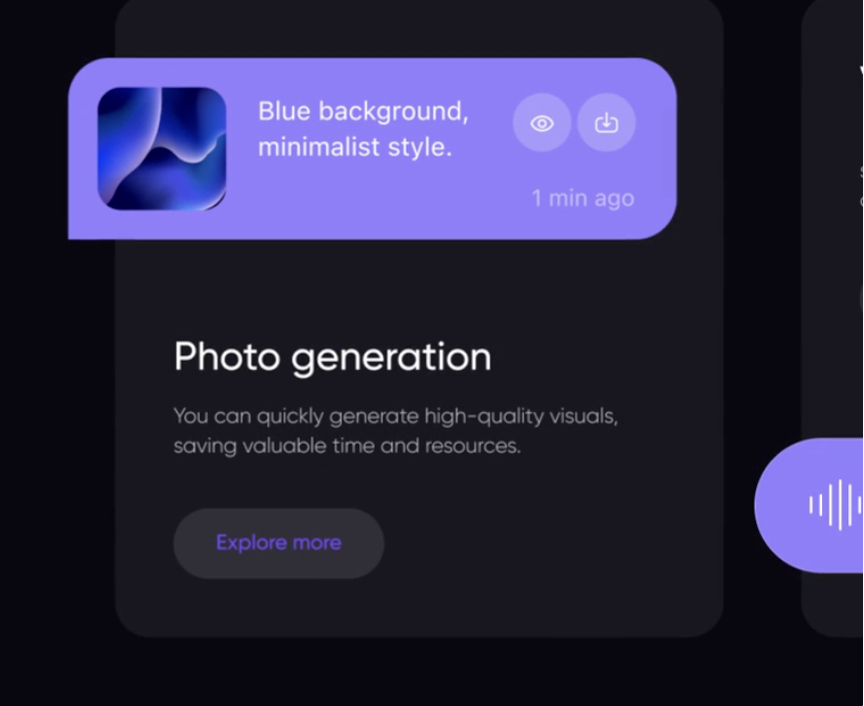 Blue background,
minimalist style.
1 min ago
Photo generation
You can quickly generate high-quality visuals,
saving valuable time and resources.
Explore more